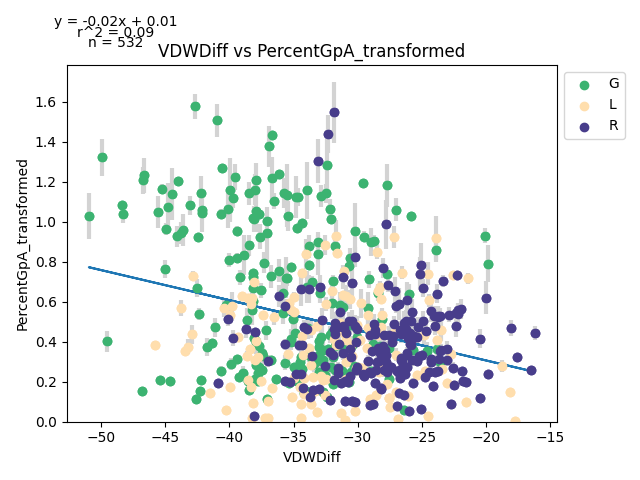 y = -0.02x + 0.01
r^2 = 0.09
n = 532
VDWDiff vs PercentGpA_transformed
G
L
R
PercentGpA_transformed
1.6
1.4
1.2
1.0
0.8
0.6
0.4
0.2
0.0
−50
−45
−40
−35
−30
−25
−20
−15
VDWDiff